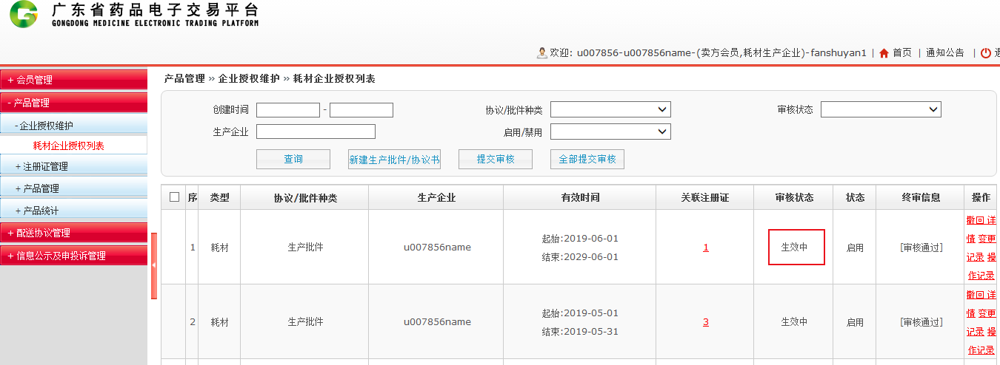 广东省药品电子交易平台
GONGDONG MEDICINE ELECTRONIC TRADING PLATFORM
欢迎: u007856-u007856name-(卖方会员,耗材生产企业)-fanshuyan1 | 首页 | 通知公告 |
+ 会员管理
- 产品管理
-企业授权维护
耗材企业授权列表
+ 注册证管理
+ 产品管理
+ 产品统计
+ 配送协议管理
+ 信息公示及申投诉管理
产品管理 » 企业授权维护 » 耗材企业授权列表
创建时间 - 协议/批件种类 审核状态
生产企业 启用/禁用
查询 新建生产批件/协议书 提交审核 全部提交审核
序 类型 协议/批件种类 生产企业 有效时间 关联注册证 审核状态 状态 终审信息 操作
1 耗材 生产批件 u007856name 起始:2019-06-01 结束:2029-06-01 1 生效中 启用 [审核通过]
撤回 详
情 变更
记录 操
作记录
2 耗材 生产批件 u007856name 起始:2019-05-01 结束:2019-05-31 3 生效中 启用 [审核通过]
撤回 详
情 变更
记录 操
作记录